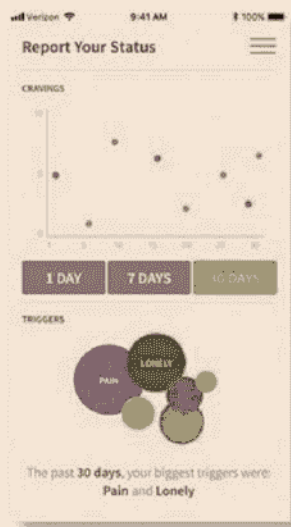 Verizon 9:41 AM 100%
Report Your Status
CRAVINGS
10
5
0
1 5 10 15 20 25 30
1 DAY 7 DAYS 30 DAYS
TRIGGERS
LONELY
PAIN
The past 30 days, your biggest triggers were:
Pain and Lonely